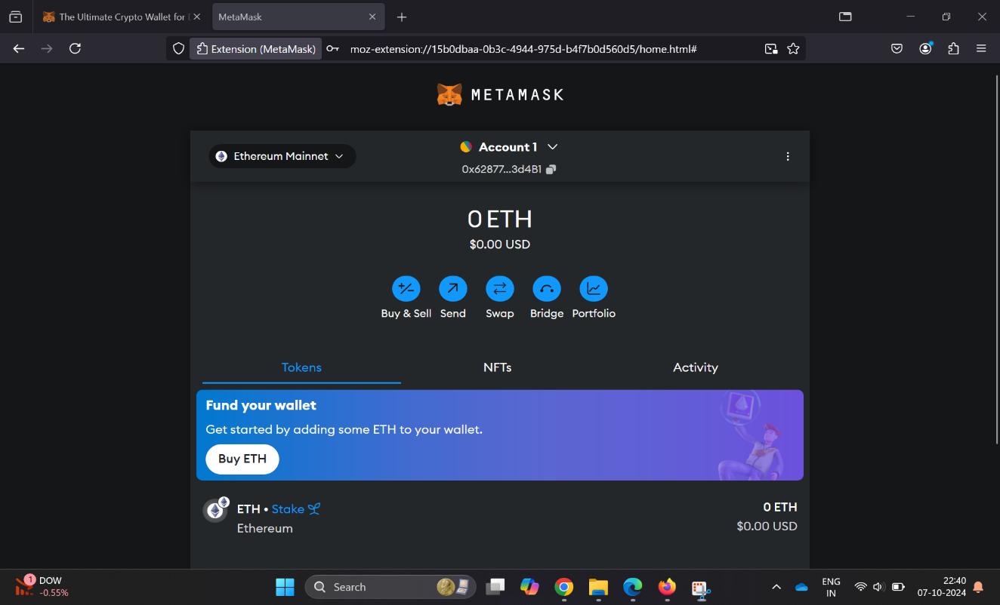 The Ultimate Crypto Wallet for
MetaMask
Extension (MetaMask)
moz-extension://15b0dbaa-0b3c-4944-975d-b4f7b0d560d5/home.html#
METAMASK
Ethereum Mainnet
Account 1
0x62877...3d4B1
0 ETH
$0.00 USD
Buy & Sell Send Swap Bridge Portfolio
Tokens NFTs Activity
Fund your wallet
Get started by adding some ETH to your wallet.
Buy ETH
ETH • Stake
0 ETH
Ethereum
$0.00 USD
1
DOW
-0.55%
Search
ENG
IN
22:40
07-10-2024